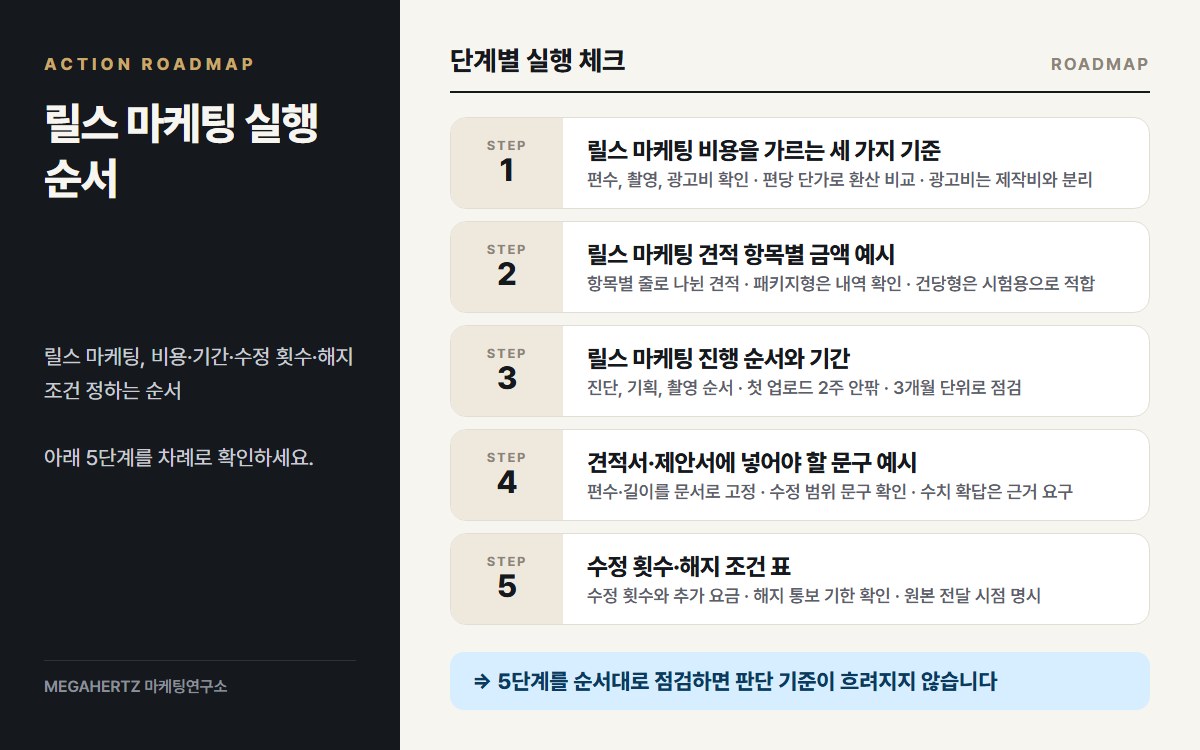 ACTION ROADMAP
릴스 마케팅 실행
순서
릴스 마케팅, 비용·기간·수정 횟수·해지
조건 정하는 순서
아래 5단계를 차례로 확인하세요.
MEGAHERTZ 마케팅연구소
단계별 실행 체크
ROADMAP
STEP
1
릴스 마케팅 비용을 가르는 세 가지 기준
편수, 촬영, 광고비 확인 · 편당 단가로 환산 비교 · 광고비는 제작비와 분리
STEP
2
릴스 마케팅 견적 항목별 금액 예시
항목별 줄로 나뉜 견적 · 패키지형은 내역 확인 · 건당형은 시험용으로 적합
STEP
3
릴스 마케팅 진행 순서와 기간
진단, 기획, 촬영 순서 · 첫 업로드 2주 안팎 · 3개월 단위로 점검
STEP
4
견적서·제안서에 넣어야 할 문구 예시
편수·길이를 문서로 고정 · 수정 범위 문구 확인 · 수치 확답은 근거 요구
STEP
5
수정 횟수·해지 조건 표
수정 횟수와 추가 요금 · 해지 통보 기한 확인 · 원본 전달 시점 명시
⇒ 5단계를 순서대로 점검하면 판단 기준이 흐려지지 않습니다